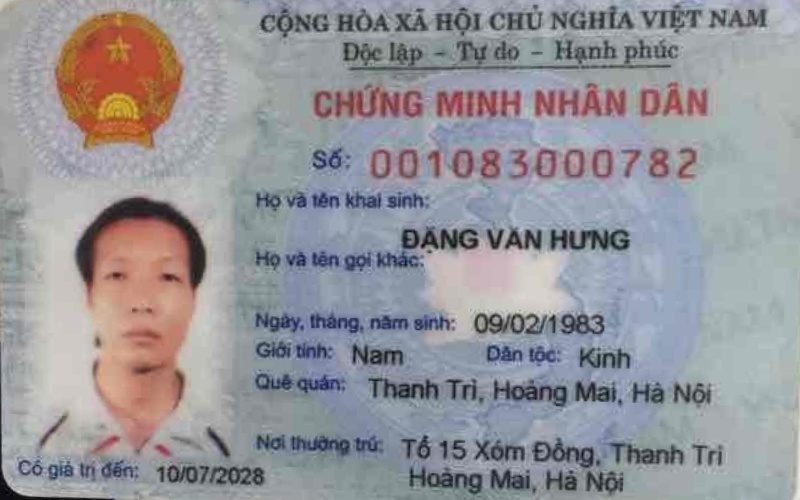 CỘNG HÒA XÃ HỘI CHỦ NGHĨA VIỆT NAM
Độc lập - Tự do - Hạnh phúc
CHỨNG MINH NHÂN DÂN
Số: 001083000782
Họ và tên khai sinh:
ĐẶNG VĂN HƯNG
Họ và tên gọi khác:
Ngày, tháng, năm sinh: 09/02/1983
Giới tính: Nam Dân tộc: Kinh
Quê quán: Thanh Trì, Hoàng Mai, Hà Nội
Nơi thường trú: Tổ 15 Xóm Đồng, Thanh Trì
Hoàng Mai, Hà Nội
Có giá trị đến: 10/07/2028